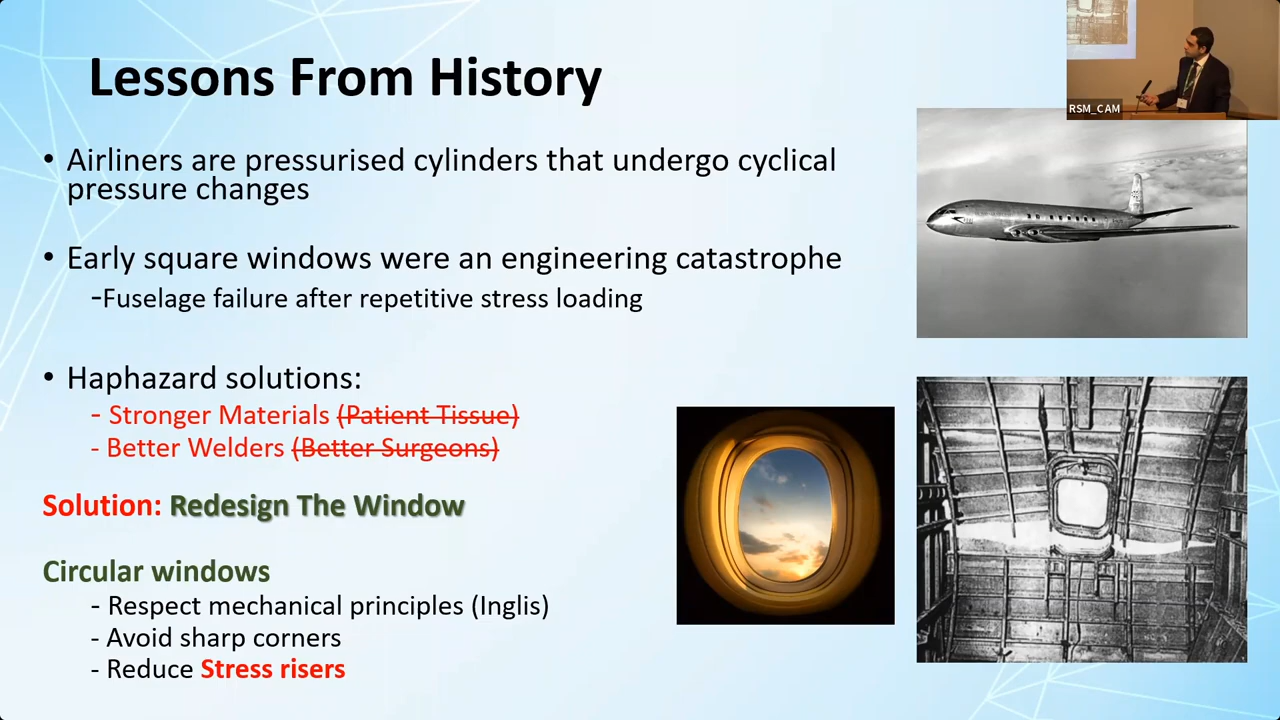 Lessons From History
RSM_CAM
• Airliners are pressurised cylinders that undergo cyclical
pressure changes
• Early square windows were an engineering catastrophe
-Fuselage failure after repetitive stress loading
• Haphazard solutions:
- Stronger Materials (Patient Tissue)
- Better Welders (Better Surgeons)
Solution: Redesign The Window
Circular windows
- Respect mechanical principles (Inglis)
- Avoid sharp corners
- Reduce Stress risers